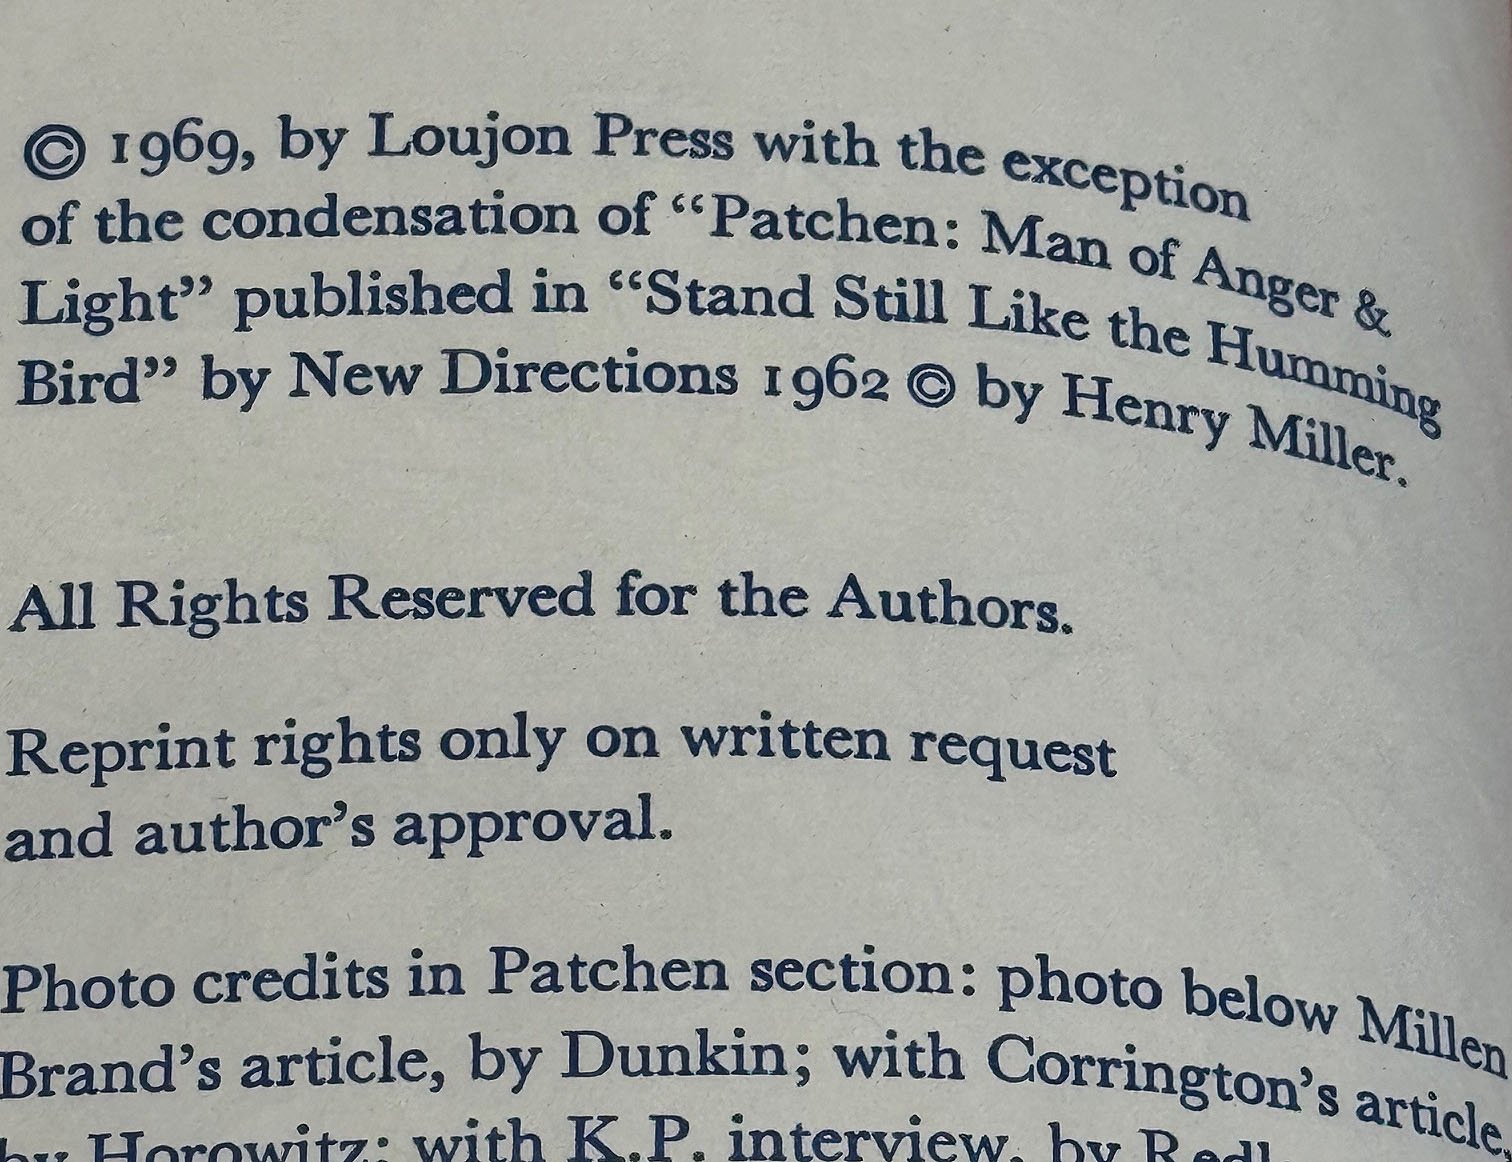 © 1969, by Loujon Press with the exception
of the condensation of “Patchen: Man of Anger &
Light” published in “Stand Still Like the Humming
Bird” by New Directions 1962 © by Henry Miller.
All Rights Reserved for the Authors.
Reprint rights only on written request
and author’s approval.
Photo credits in Patchen section: photo below Millen
Brand’s article, by Dunkin; with Corrington’s article,
by Horowitz; with K.P. interview, by